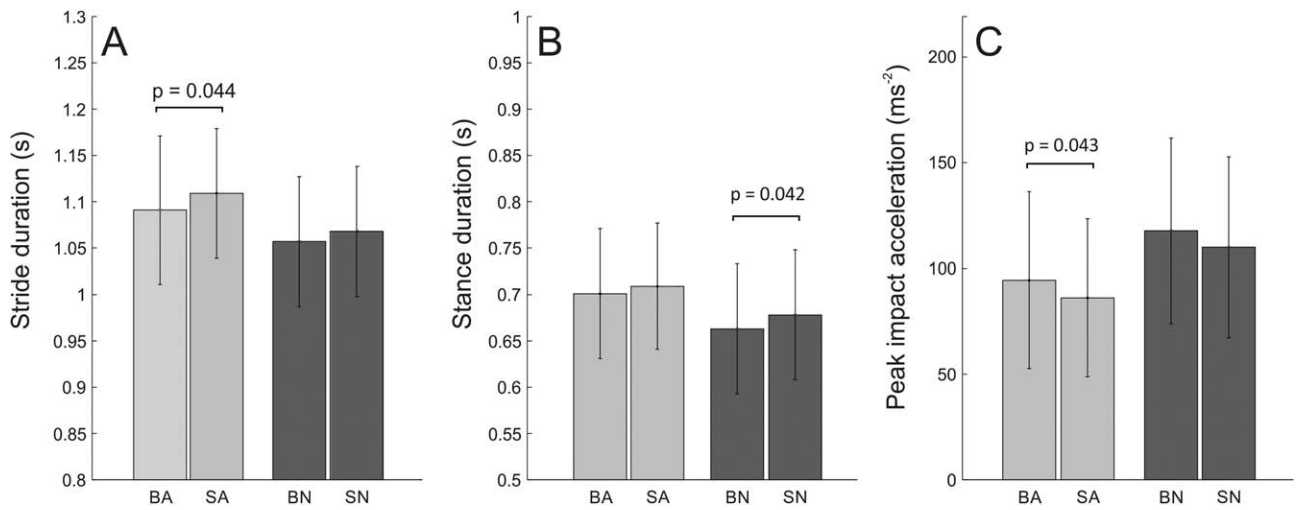 A
Stride duration (s)
1.3
1.25
1.2
1.15
1.1
1.05
1
0.95
0.9
0.85
0.8
p = 0.044
BA SA BN SN
B
Stance duration (s)
1
0.95
0.9
0.85
0.8
0.75
0.7
0.65
0.6
0.55
0.5
p = 0.042
BA SA BN SN
C
Peak impact acceleration (ms⁻²)
200
150
100
50
0
p = 0.043
BA SA BN SN